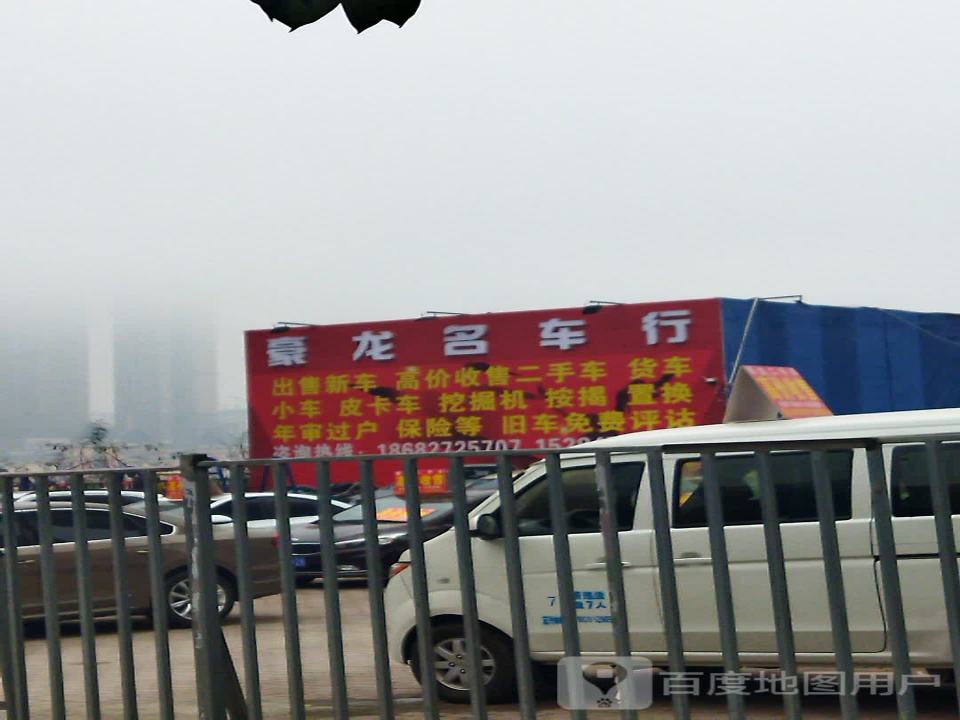 豪龙名车行
出售新车 高价收售二手车 货车
小车 皮卡车 挖掘机 按揭 置换
年审过户 保险等 旧车免费评估
咨询热线: 18682725707
百度地图用户